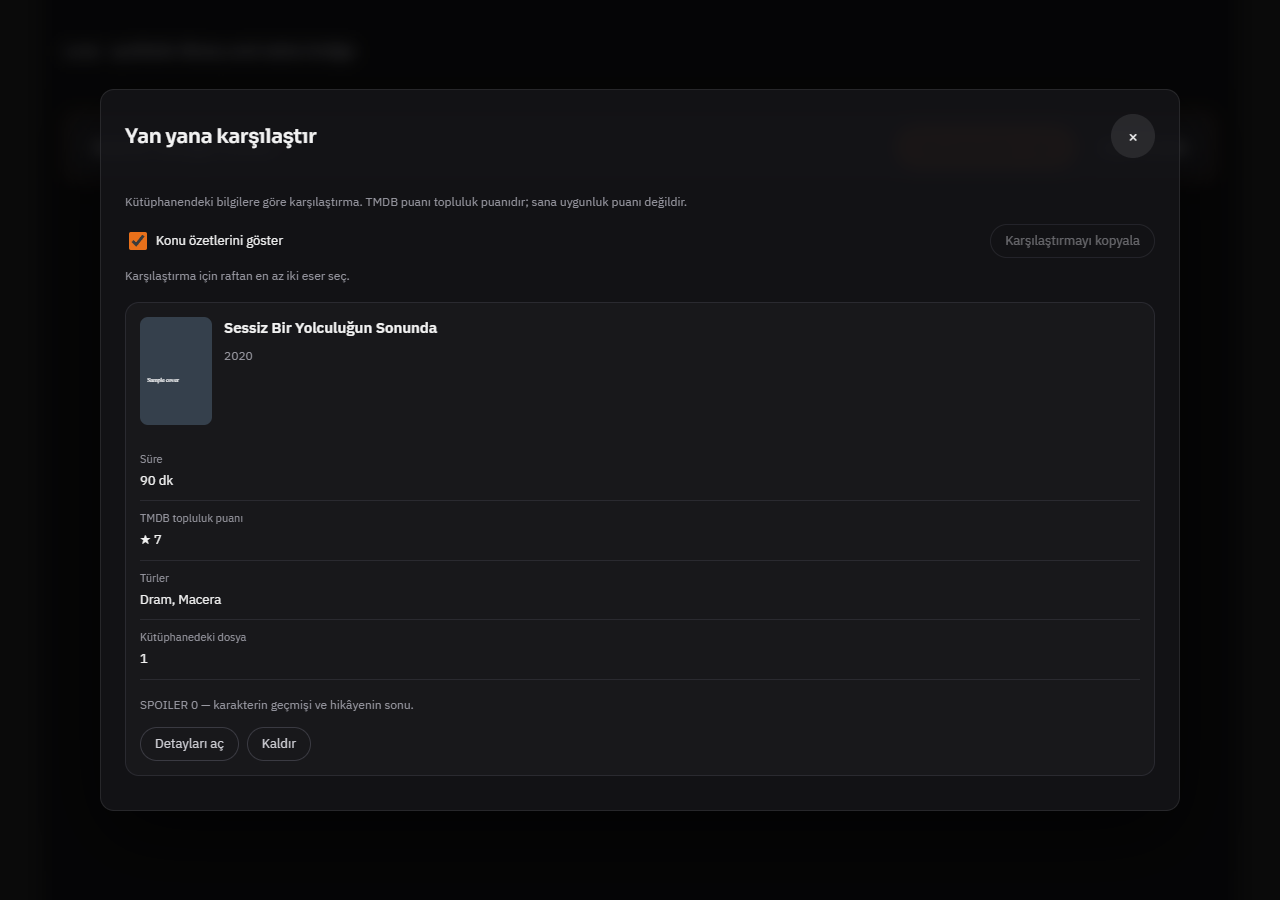 Yan yana karşılaştır
×
Kütüphanendeki bilgilere göre karşılaştırma. TMDB puanı topluluk puanıdır; sana uygunluk puanı değildir.
Konu özetlerini göster
Karşılaştırmayı kopyala
Karşılaştırma için raftan en az iki eser seç.
Sample cover
Sessiz Bir Yolculuğun Sonunda
2020
Süre
90 dk
TMDB topluluk puanı
★ 7
Türler
Dram, Macera
Kütüphanedeki dosya
1
SPOILER 0 — karakterin geçmişi ve hikâyenin sonu.
Detayları aç
Kaldır